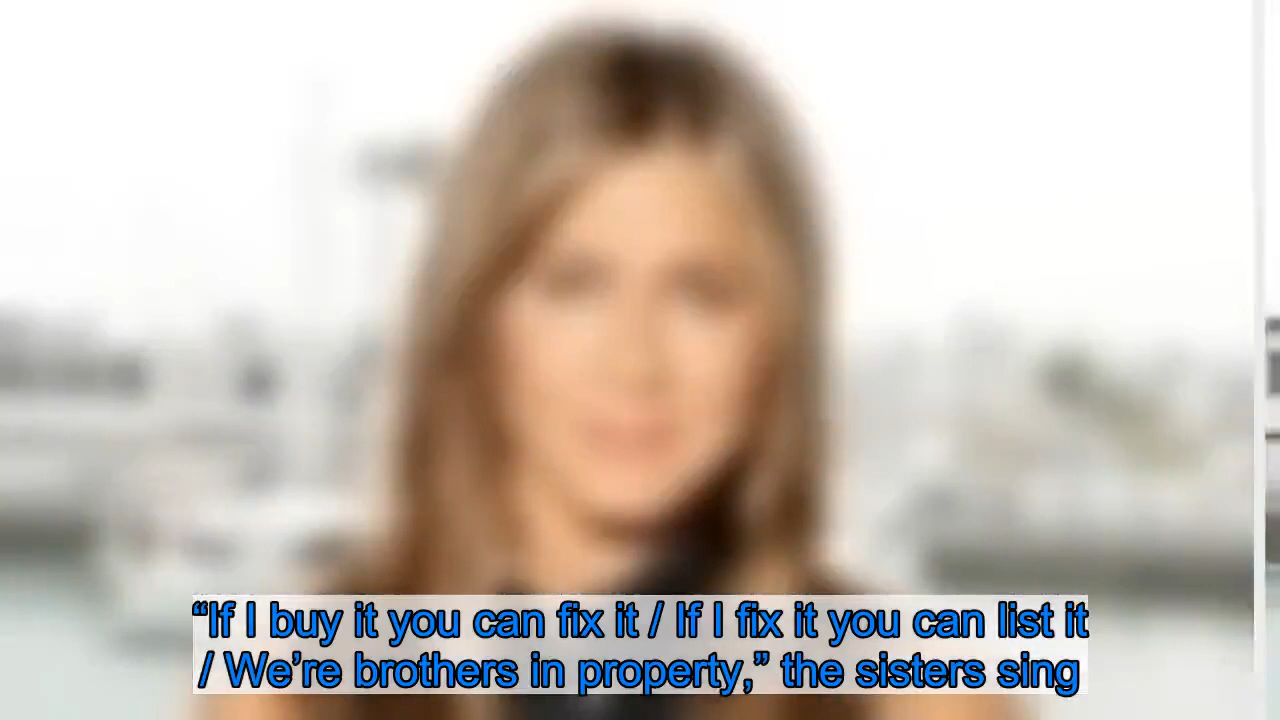 “If I buy it you can fix it / If I fix it you can list it
/ We’re brothers in property,” the sisters sing